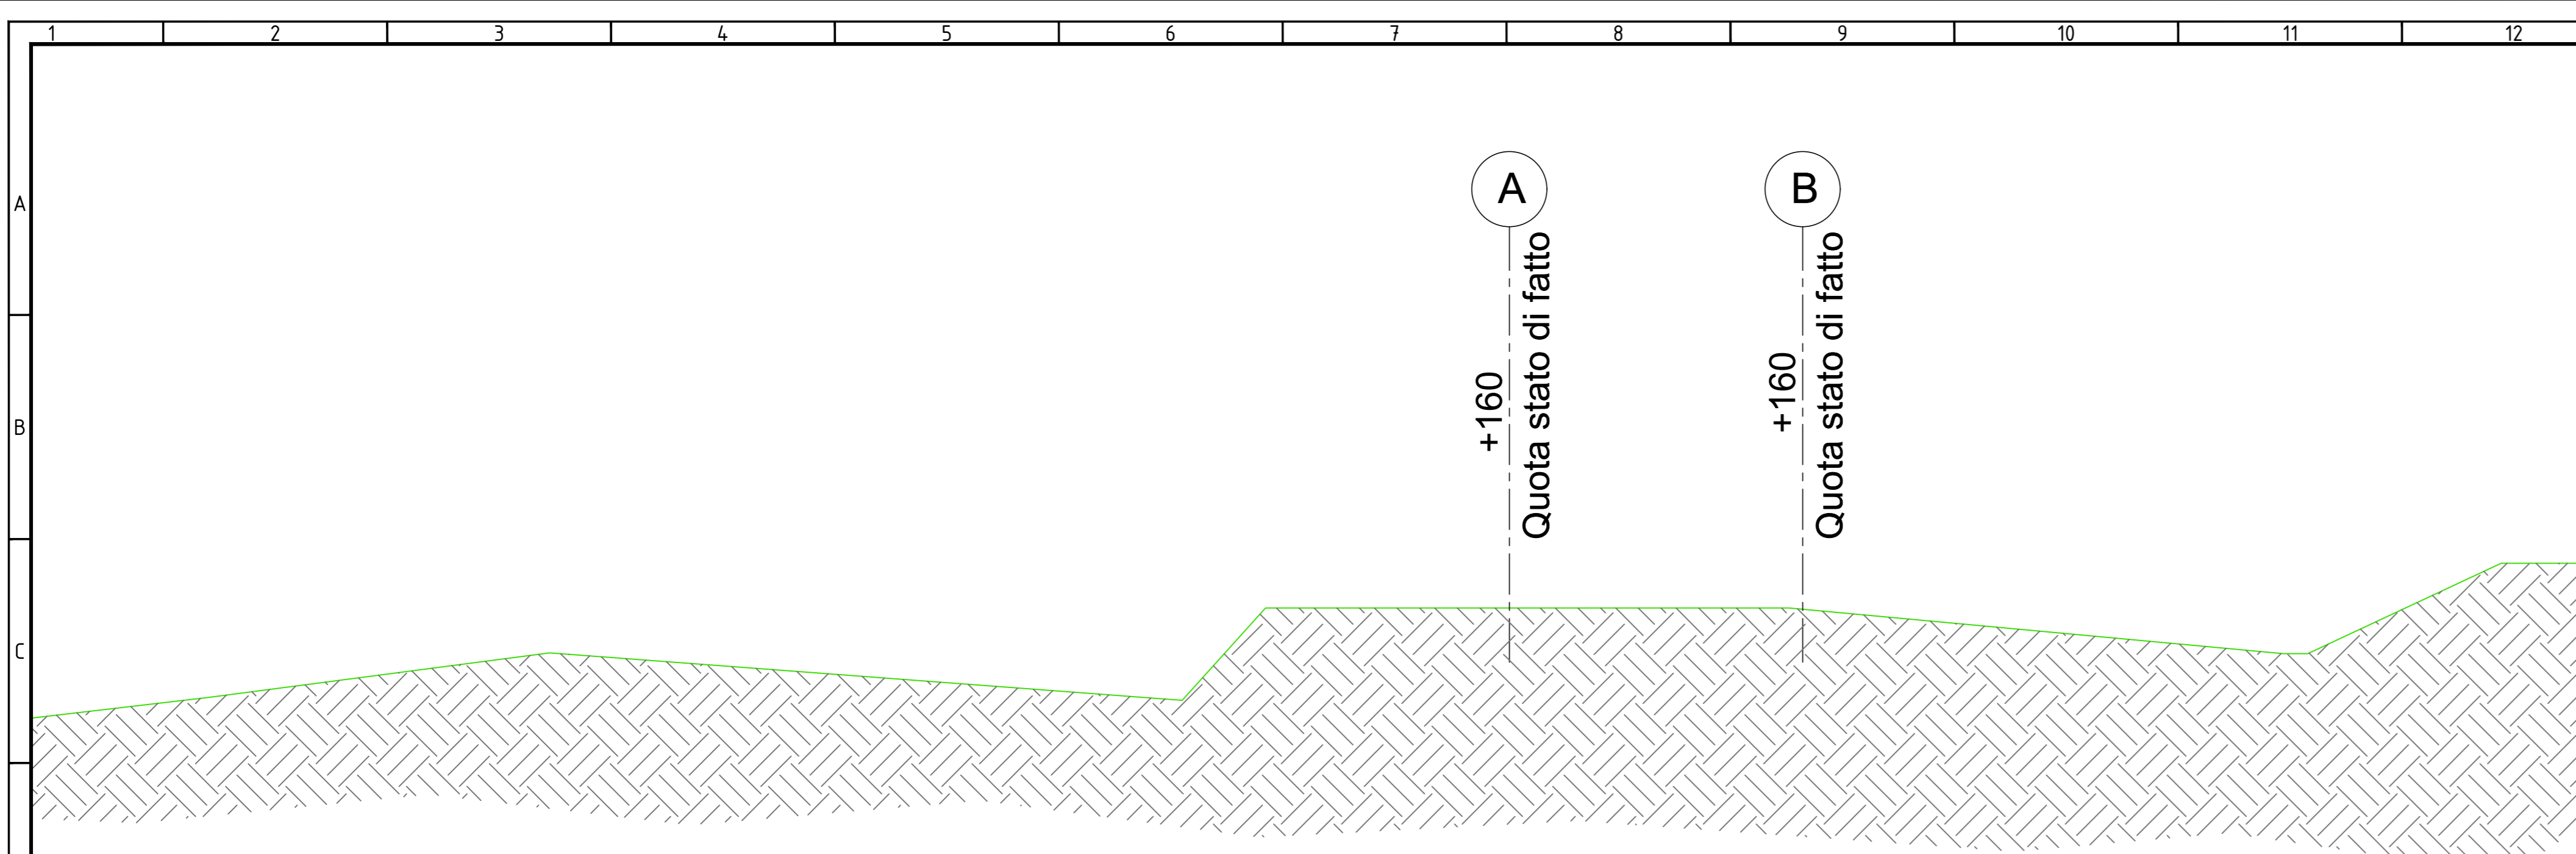 1 2 3 4 5 6 7 8 9 10 11 12
A
B
C
A
+160
Quota stato di fatto
B
+160
Quota stato di fatto